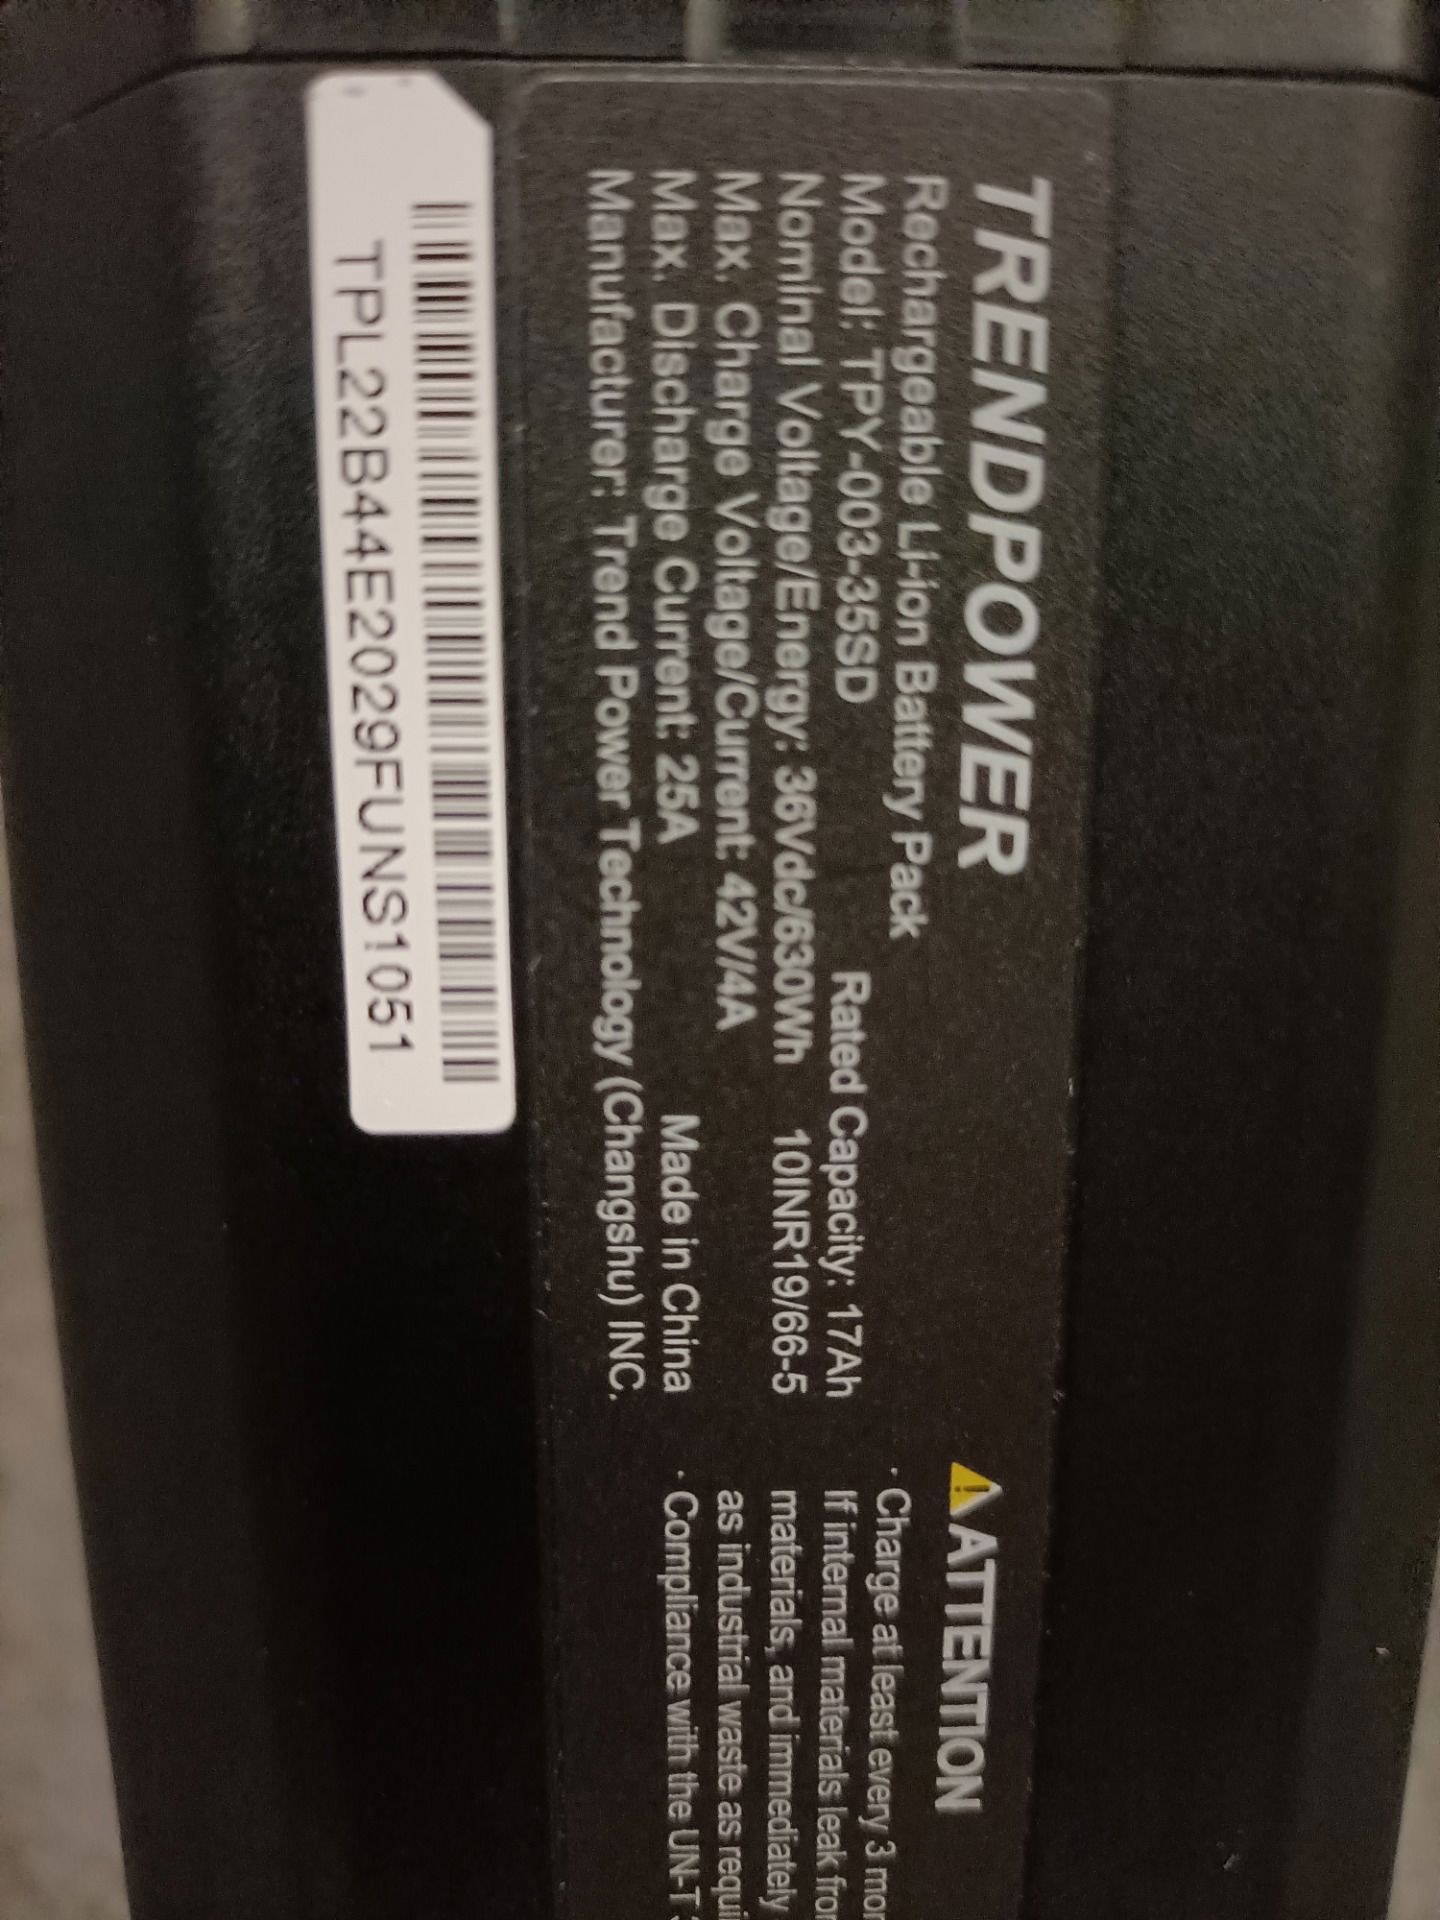 TRENDPOWER
Rechargeable Li-ion Battery Pack
Model: TPY-003-35SD Rated Capacity: 17Ah
Nominal Voltage/Energy: 36Vdc/630Wh 10INR19/66-5
Max. Charge Voltage/Current: 42V/4A
Max. Discharge Current: 25A Made in China
Manufacturer: Trend Power Technology (Changshu) INC.
ATTENTION
· Charge at least every 3
If internal materials leak
materials, and immediately
as industrial waste as
· Compliance with the
TPL22B44E2029FUNS1051